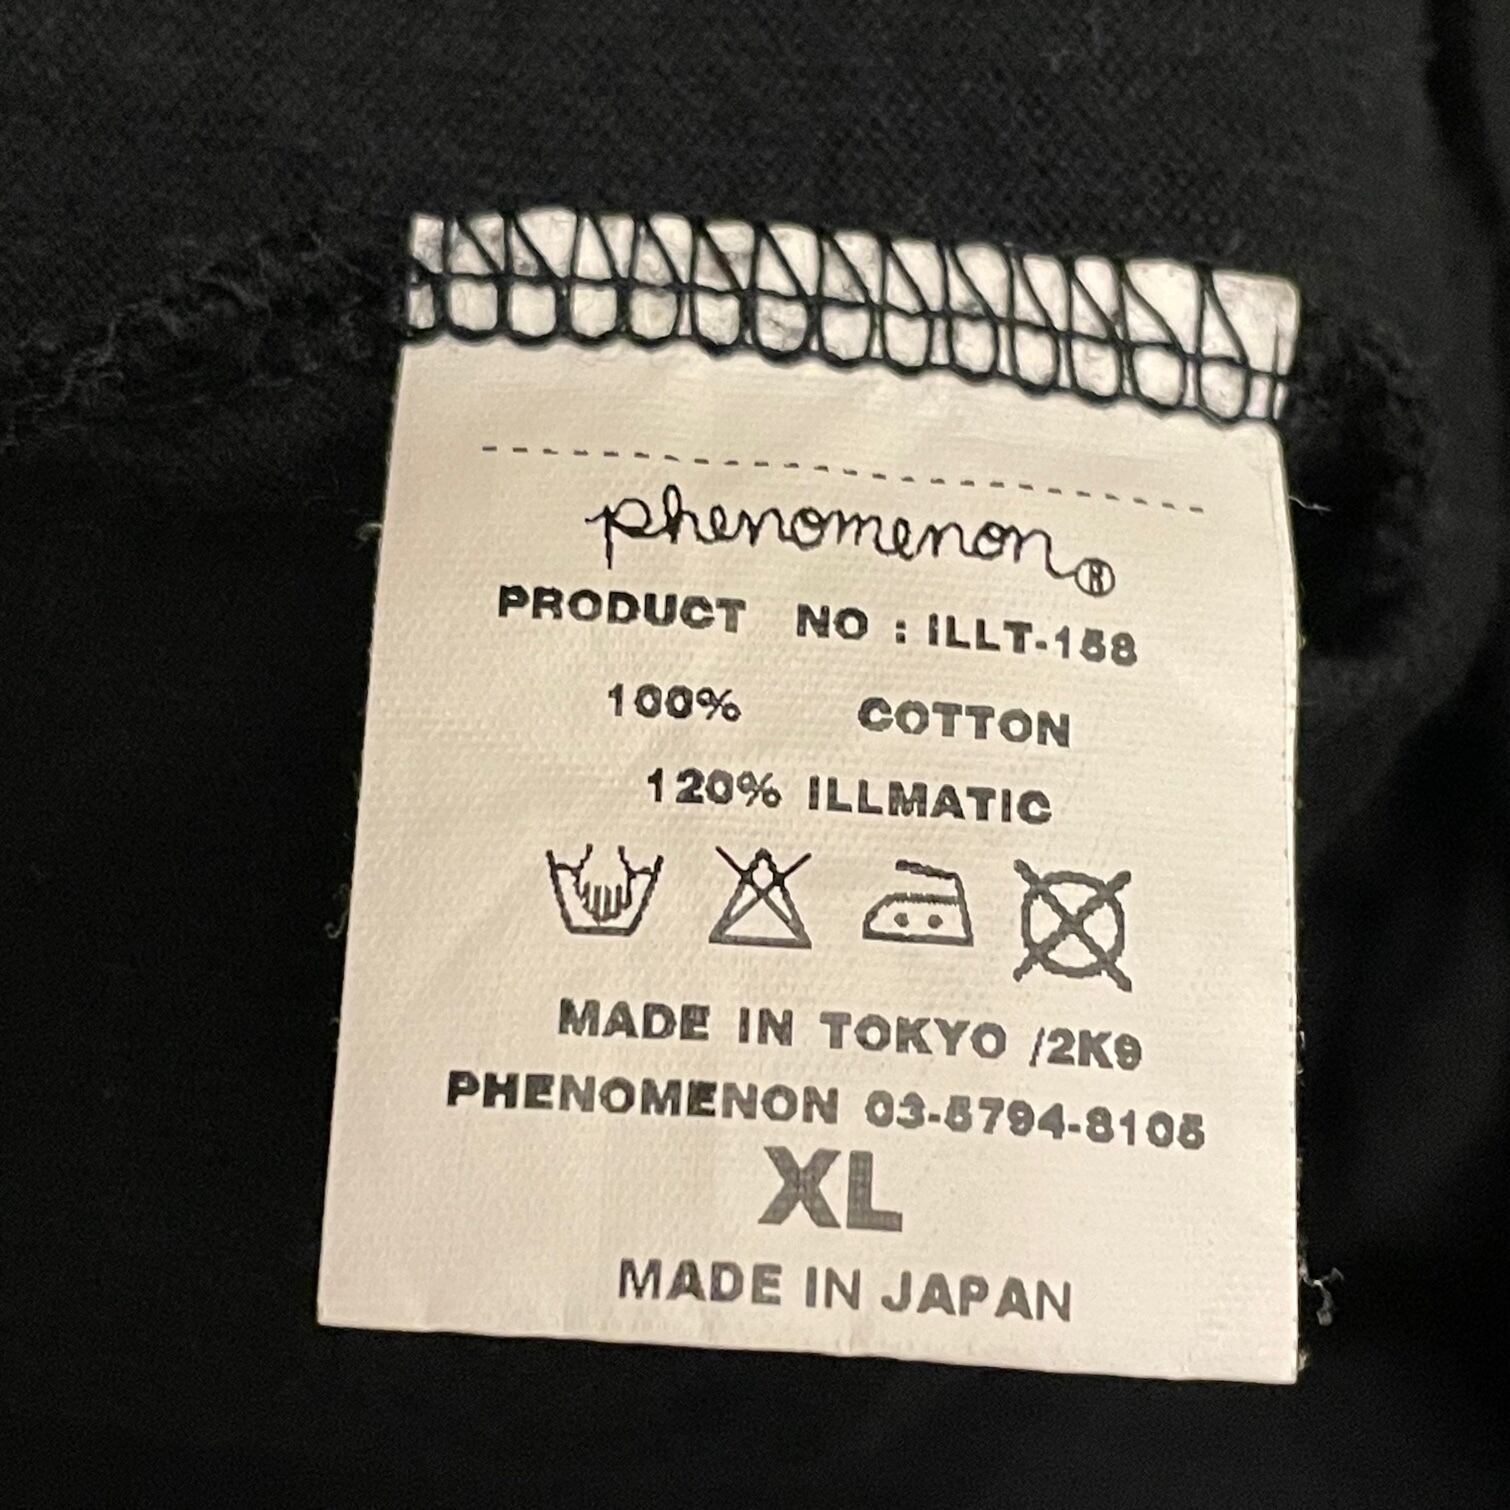 phenomenon®
PRODUCT NO : ILLT-158
100% COTTON
120% ILLMATIC
MADE IN TOKYO /2K9
PHENOMENON 03-5794-8105
XL
MADE IN JAPAN